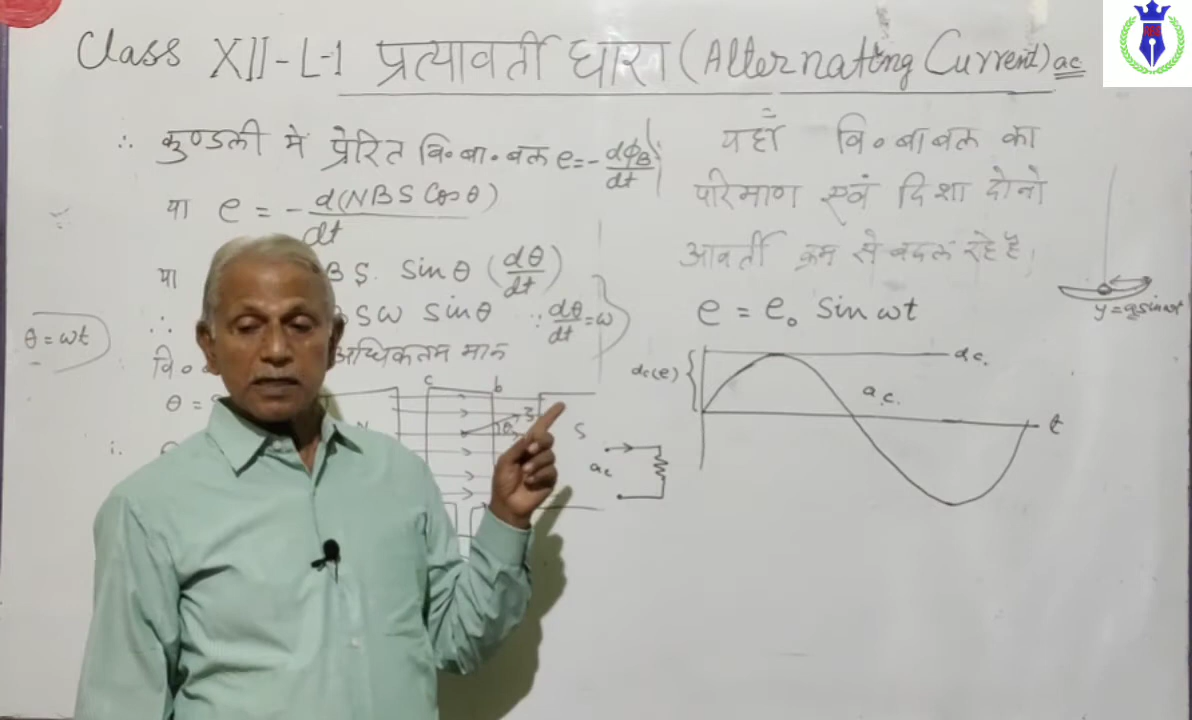 Class XII-L-1 प्रत्यावर्ती धारा (Alternating Current) ac
∴ कुण्डली मे प्रेरित वि॰वा॰बल e=-dΦB/dt
या e = -d(NBS Cosθ)/dt
या BS. Sinθ (dθ/dt)
∴ BSω Sinθ ∵ dθ/dt=ω
θ = ωt
वि॰ अधिकतम मान
θ =
i.
c b
θ
S
ac
यहाँ वि॰वा बल का
परिमाण एवं दिशा दोनो
आवर्ती क्रम से बदल रहे है।
e = e₀ Sin ωt
y=a sin ωt
dc(e)
dc.
a.c.
t